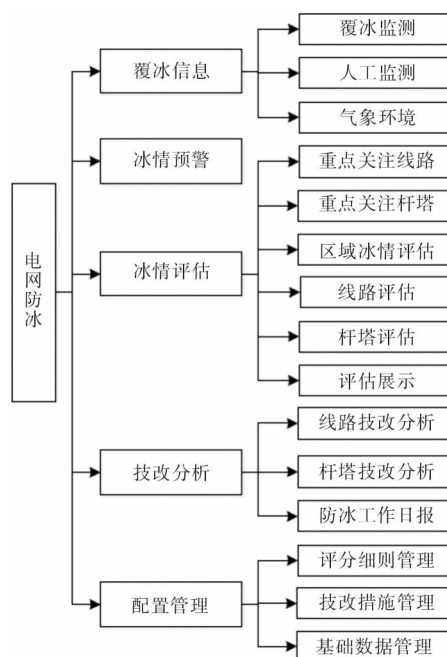 电网防冰
覆冰信息
覆冰监测
人工监测
气象环境
冰情预警
冰情评估
重点关注线路
重点关注杆塔
区域冰情评估
线路评估
杆塔评估
评估展示
技改分析
线路技改分析
杆塔技改分析
防冰工作日报
配置管理
评分细则管理
技改措施管理
基础数据管理